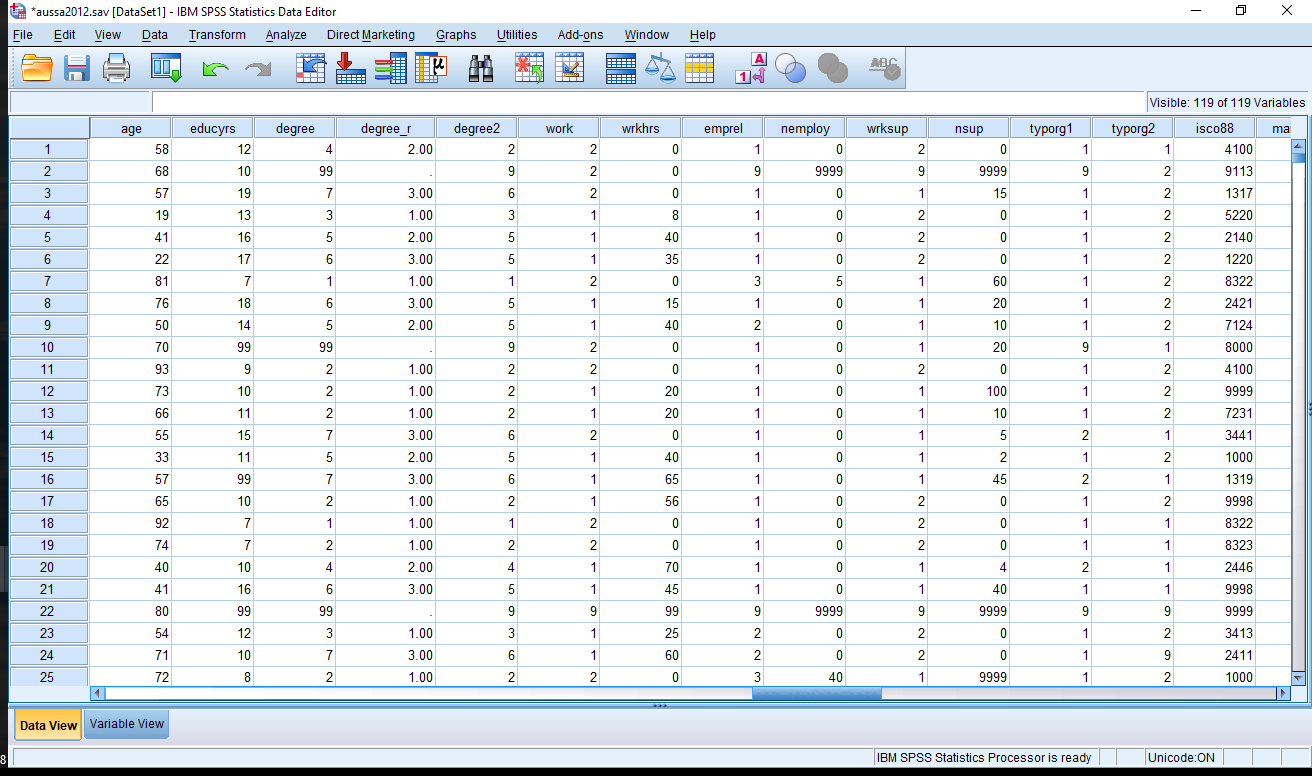 *aussa2012.sav [DataSet1] - IBM SPSS Statistics Data Editor
File Edit View Data Transform Analyze Direct Marketing Graphs Utilities Add-ons Window Help
Visible: 119 of 119 Variables
age educyrs degree degree_r degree2 work wrkhrs emprel nemploy wrksup nsup typorg1 typorg2 isco88 ma
1 58 12 4 2.00 2 2 0 1 0 2 0 1 1 4100
2 68 10 99 . 9 2 0 9 9999 9 9999 9 2 9113
3 57 19 7 3.00 6 2 0 1 0 1 15 1 2 1317
4 19 13 3 1.00 3 1 8 1 0 2 0 1 2 5220
5 41 16 5 2.00 5 1 40 1 0 2 0 1 2 2140
6 22 17 6 3.00 5 1 35 1 0 2 0 1 2 1220
7 81 7 1 1.00 1 2 0 3 5 1 60 1 2 8322
8 76 18 6 3.00 5 1 15 1 0 1 20 1 2 2421
9 50 14 5 2.00 5 1 40 2 0 1 10 1 2 7124
10 70 99 99 . 9 2 0 1 0 1 20 9 1 8000
11 93 9 2 1.00 2 2 0 1 0 2 0 1 2 4100
12 73 10 2 1.00 2 1 20 1 0 1 100 1 2 9999
13 66 11 2 1.00 2 1 20 1 0 1 10 1 2 7231
14 55 15 7 3.00 6 2 0 1 0 1 5 2 1 3441
15 33 11 5 2.00 5 1 40 1 0 1 2 1 2 1000
16 57 99 7 3.00 6 1 65 1 0 1 45 2 1 1319
17 65 10 2 1.00 2 1 56 1 0 2 0 1 2 9998
18 92 7 1 1.00 1 2 0 1 0 2 0 1 1 8322
19 74 7 2 1.00 2 2 0 1 0 2 0 1 1 8323
20 40 10 4 2.00 4 1 70 1 0 1 4 2 1 2446
21 41 16 6 3.00 5 1 45 1 0 1 40 1 1 9998
22 80 99 99 . 9 9 99 9 9999 9 9999 9 9 9999
23 54 12 3 1.00 3 1 25 2 0 2 0 1 2 3413
24 71 10 7 3.00 6 1 60 2 0 2 0 1 9 2411
25 72 8 2 1.00 2 2 0 3 40 1 9999 1 2 1000
Data View Variable View
8
IBM SPSS Statistics Processor is ready Unicode:ON